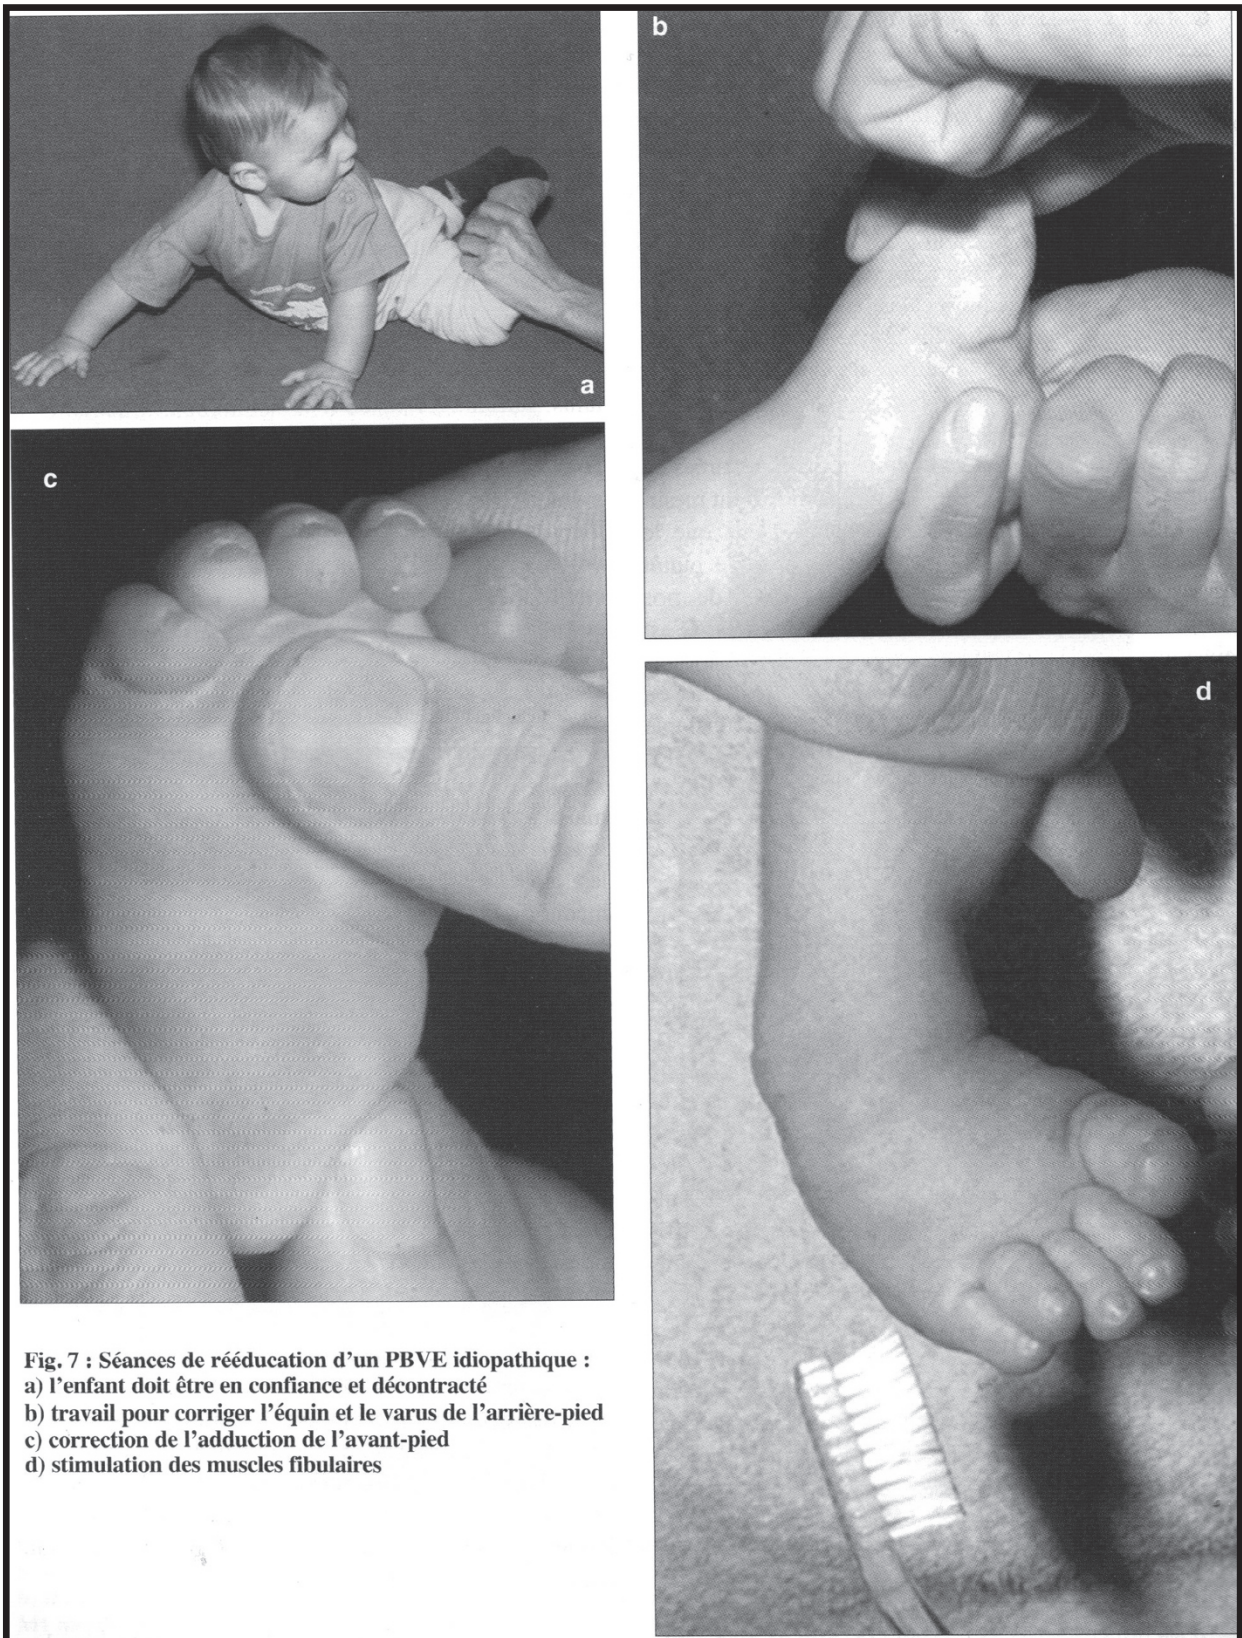 b
a
c
d
Fig. 7 : Séances de rééducation d'un PBVE idiopathique :
a) l'enfant doit être en confiance et décontracté
b) travail pour corriger l'équin et le varus de l'arrière-pied
c) correction de l'adduction de l'avant-pied
d) stimulation des muscles fibulaires